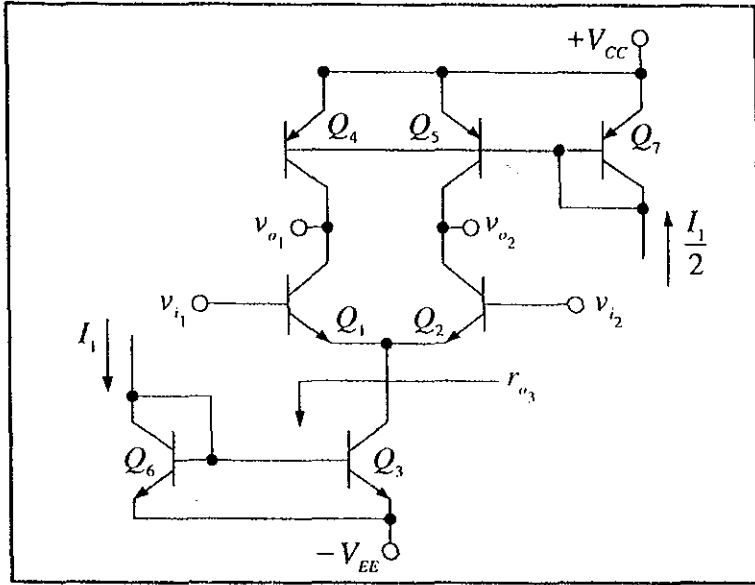 +V_CC
Q_4
Q_5
Q_7
v_o1
v_o2
I_1/2
v_i1
Q_1
Q_2
v_i2
I_1
r_o3
Q_6
Q_3
−V_EE